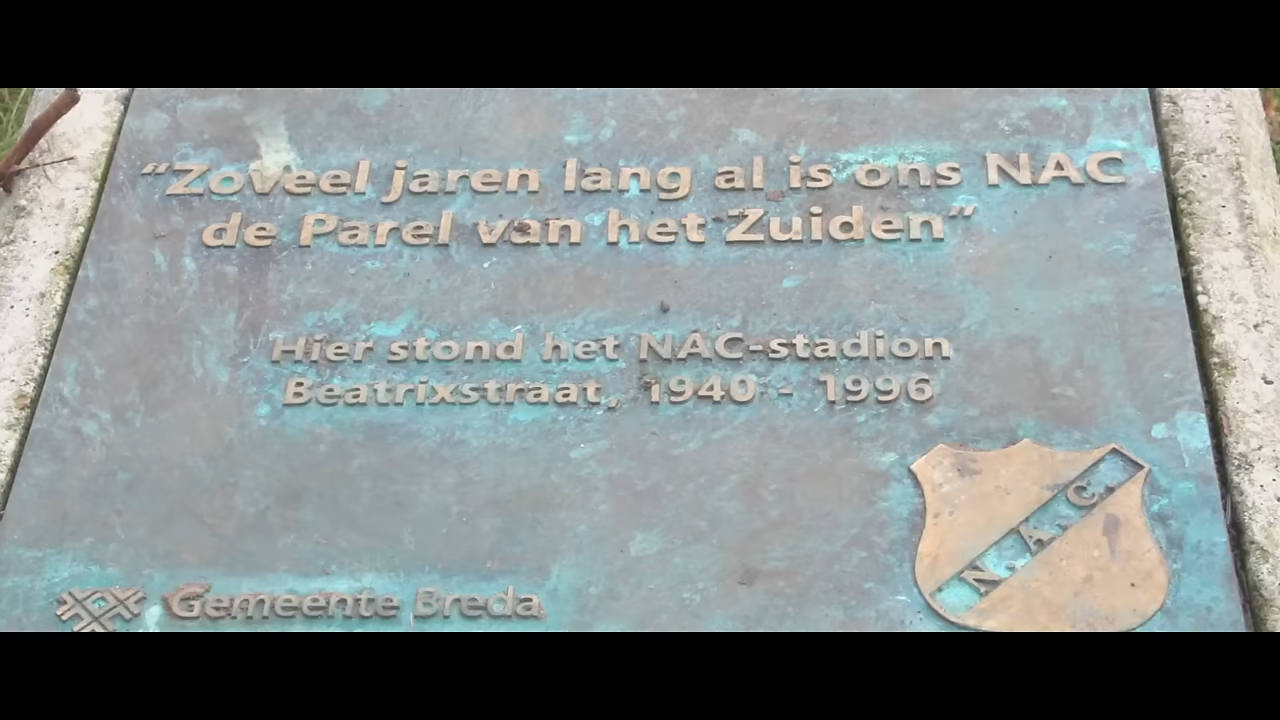 “Zoveel jaren lang al is ons NAC
de Parel van het Zuiden”
Hier stond het NAC-stadion
Beatrixstraat, 1940 - 1996
N.A.C.
Gemeente Breda